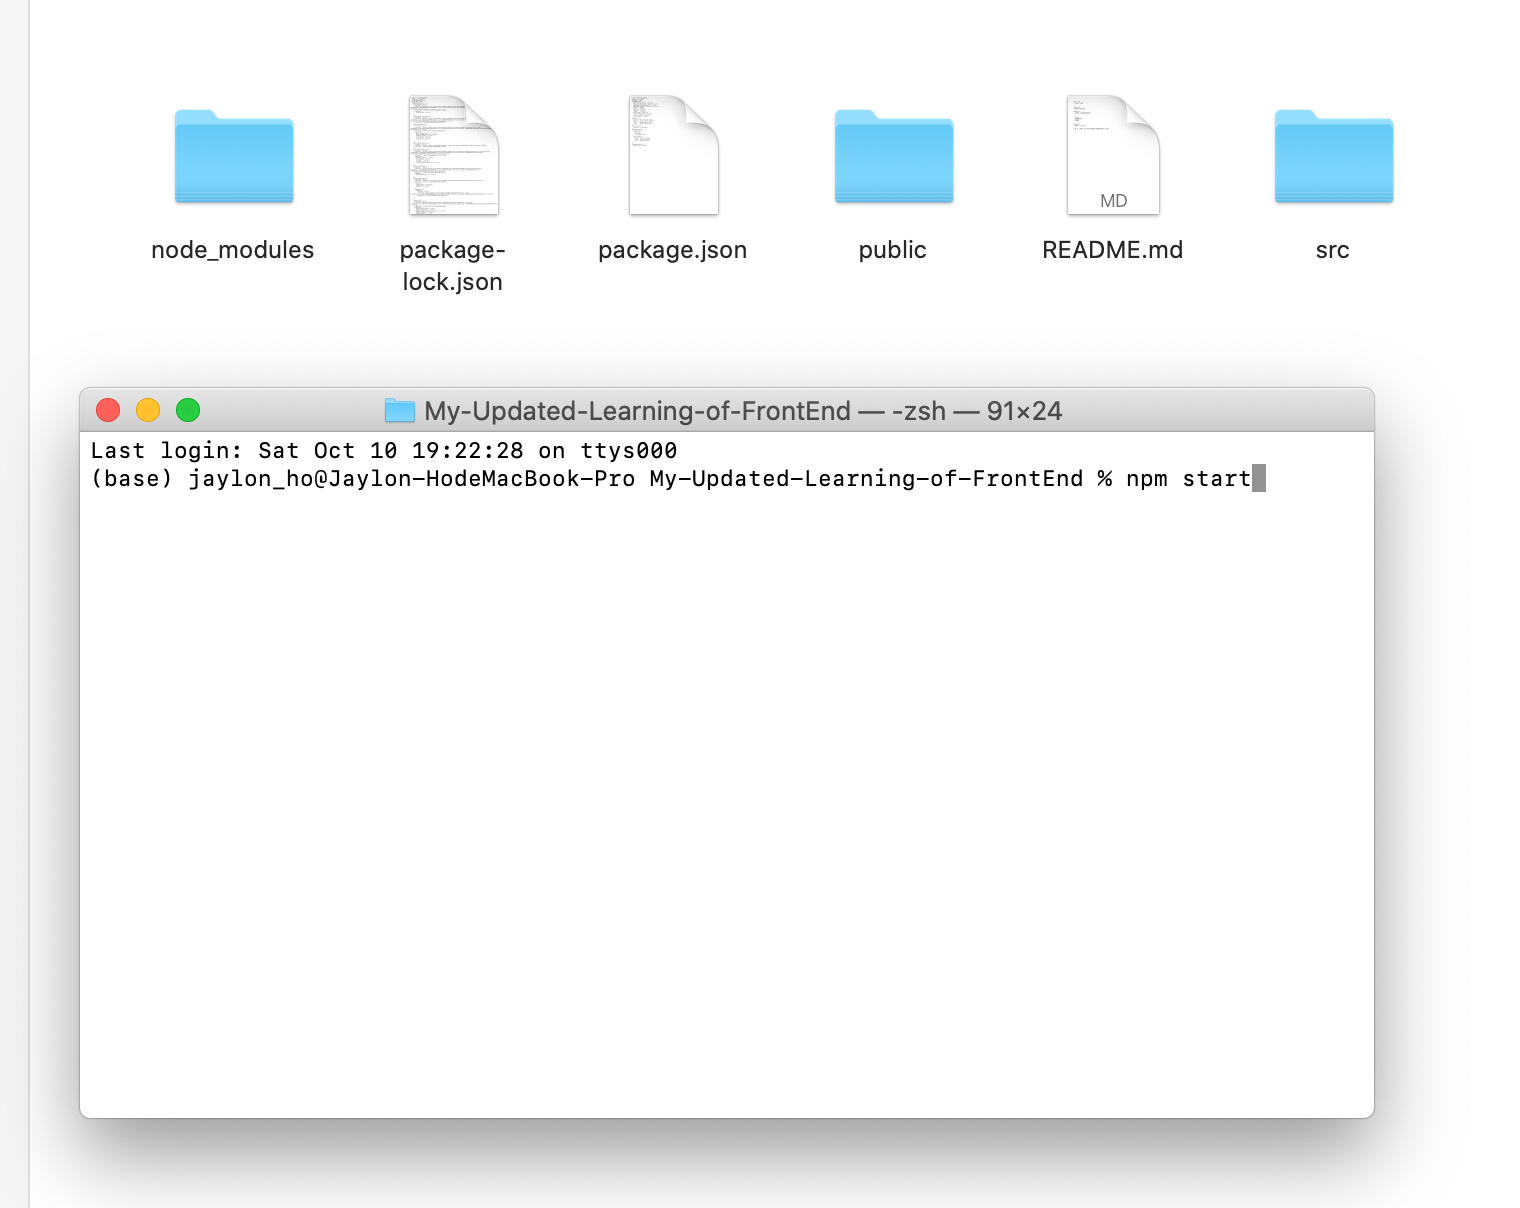 node_modules
package-
lock.json
package.json
public
MD
README.md
src
My-Updated-Learning-of-FrontEnd — -zsh — 91×24
Last login: Sat Oct 10 19:22:28 on ttys000
(base) jaylon_ho@Jaylon-HodeMacBook-Pro My-Updated-Learning-of-FrontEnd % npm start